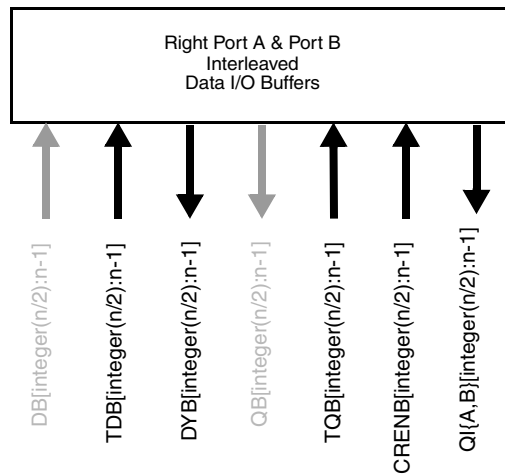 Right Port A & Port B
Interleaved
Data I/O Buffers
DB[integer(n/2):n-1]
TDB[integer(n/2):n-1]
DYB[integer(n/2):n-1]
QB[integer(n/2):n-1]
TQB[integer(n/2):n-1]
CRENB[integer(n/2):n-1]
QI{A,B}[integer(n/2):n-1]